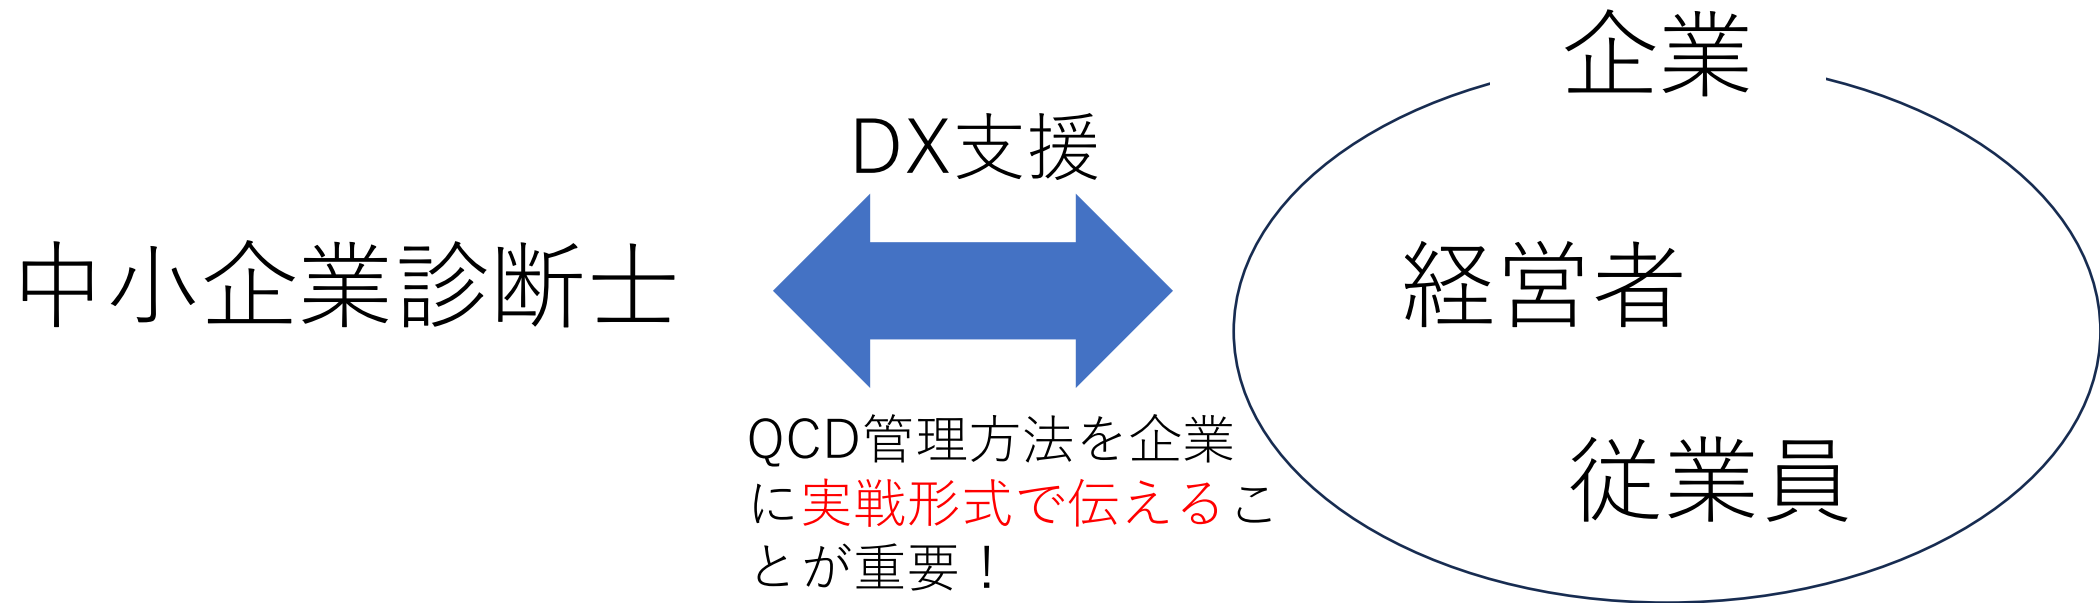 企業
DX支援
中小企業診断士
経営者
QCD管理方法を企業
に実戦形式で伝えるこ
とが重要！
従業員